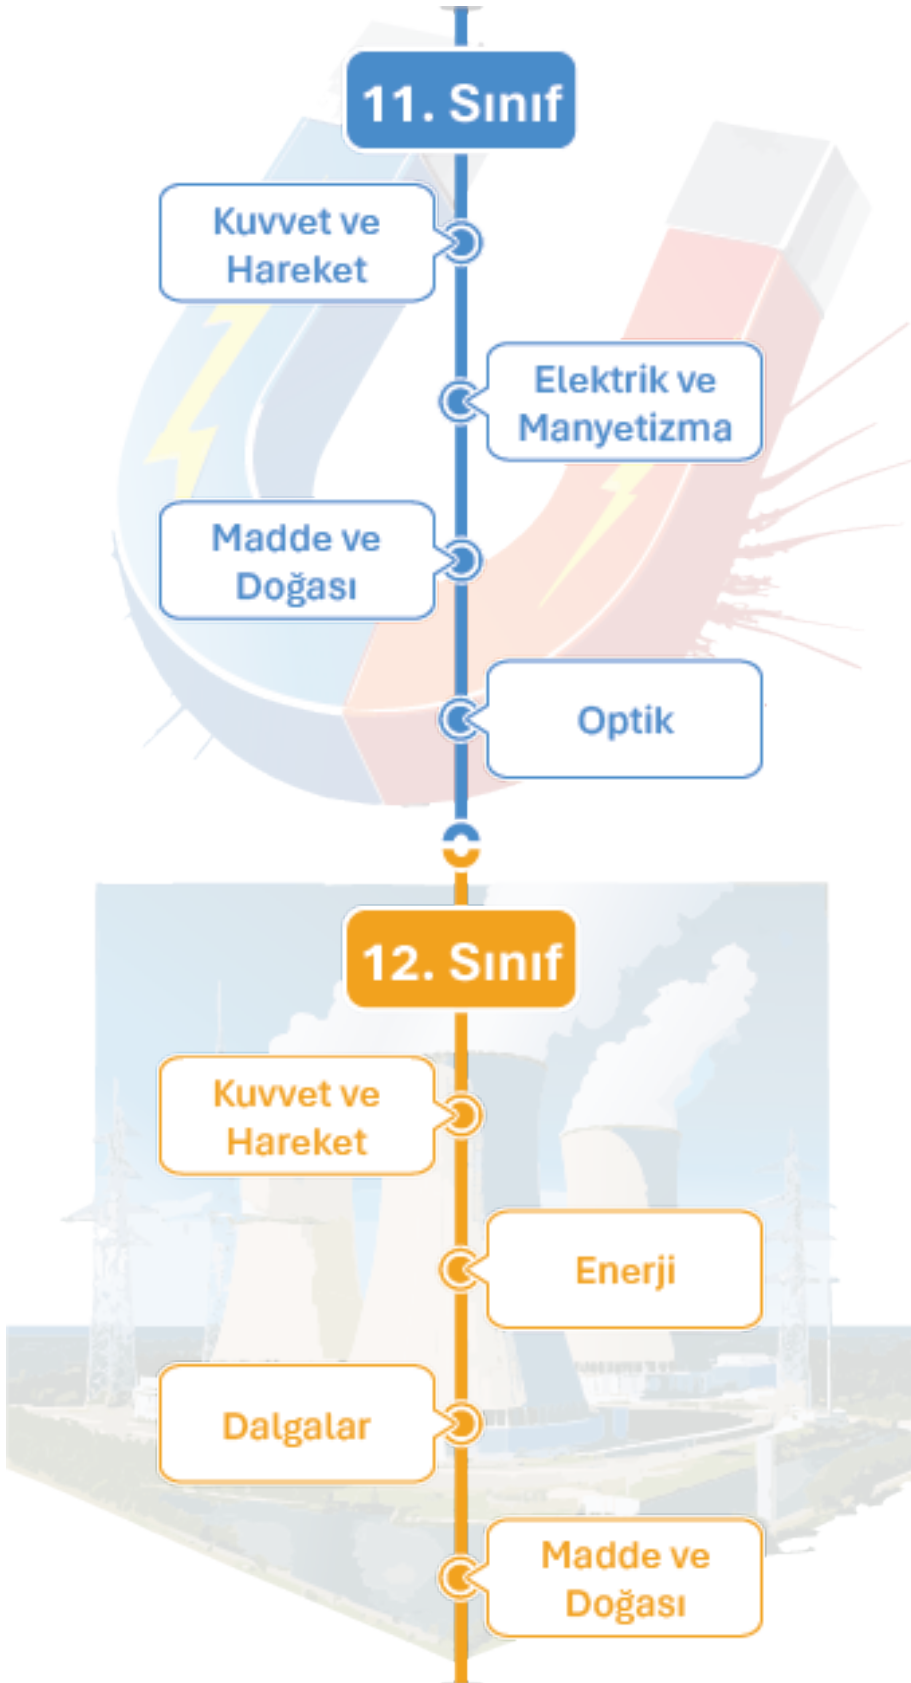 11. Sınıf
Kuvvet ve
Hareket
Elektrik ve
Manyetizma
Madde ve
Doğası
Optik
12. Sınıf
Kuvvet ve
Hareket
Enerji
Dalgalar
Madde ve
Doğası